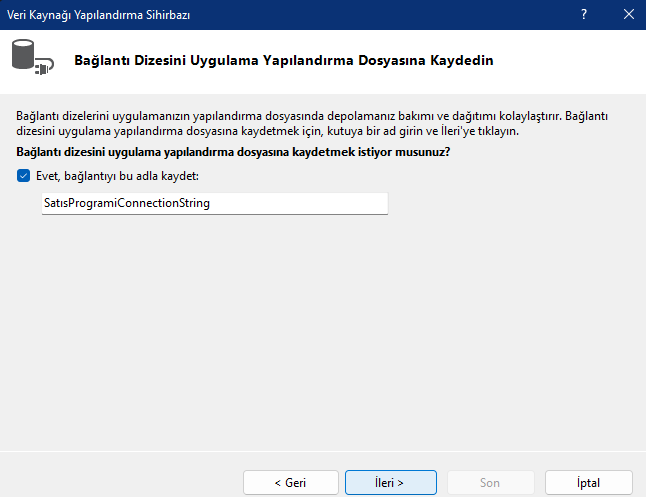 Veri Kaynağı Yapılandırma Sihirbazı
?
Bağlantı Dizesini Uygulama Yapılandırma Dosyasına Kaydedin
Bağlantı dizelerini uygulamanızın yapılandırma dosyasında depolamanız bakımı ve dağıtımı kolaylaştırır. Bağlantı
dizesini uygulama yapılandırma dosyasına kaydetmek için, kutuya bir ad girin ve İleri'ye tıklayın.
Bağlantı dizesini uygulama yapılandırma dosyasına kaydetmek istiyor musunuz?
Evet, bağlantıyı bu adla kaydet:
SatısProgramiConnectionString
< Geri
İleri >
Son
İptal